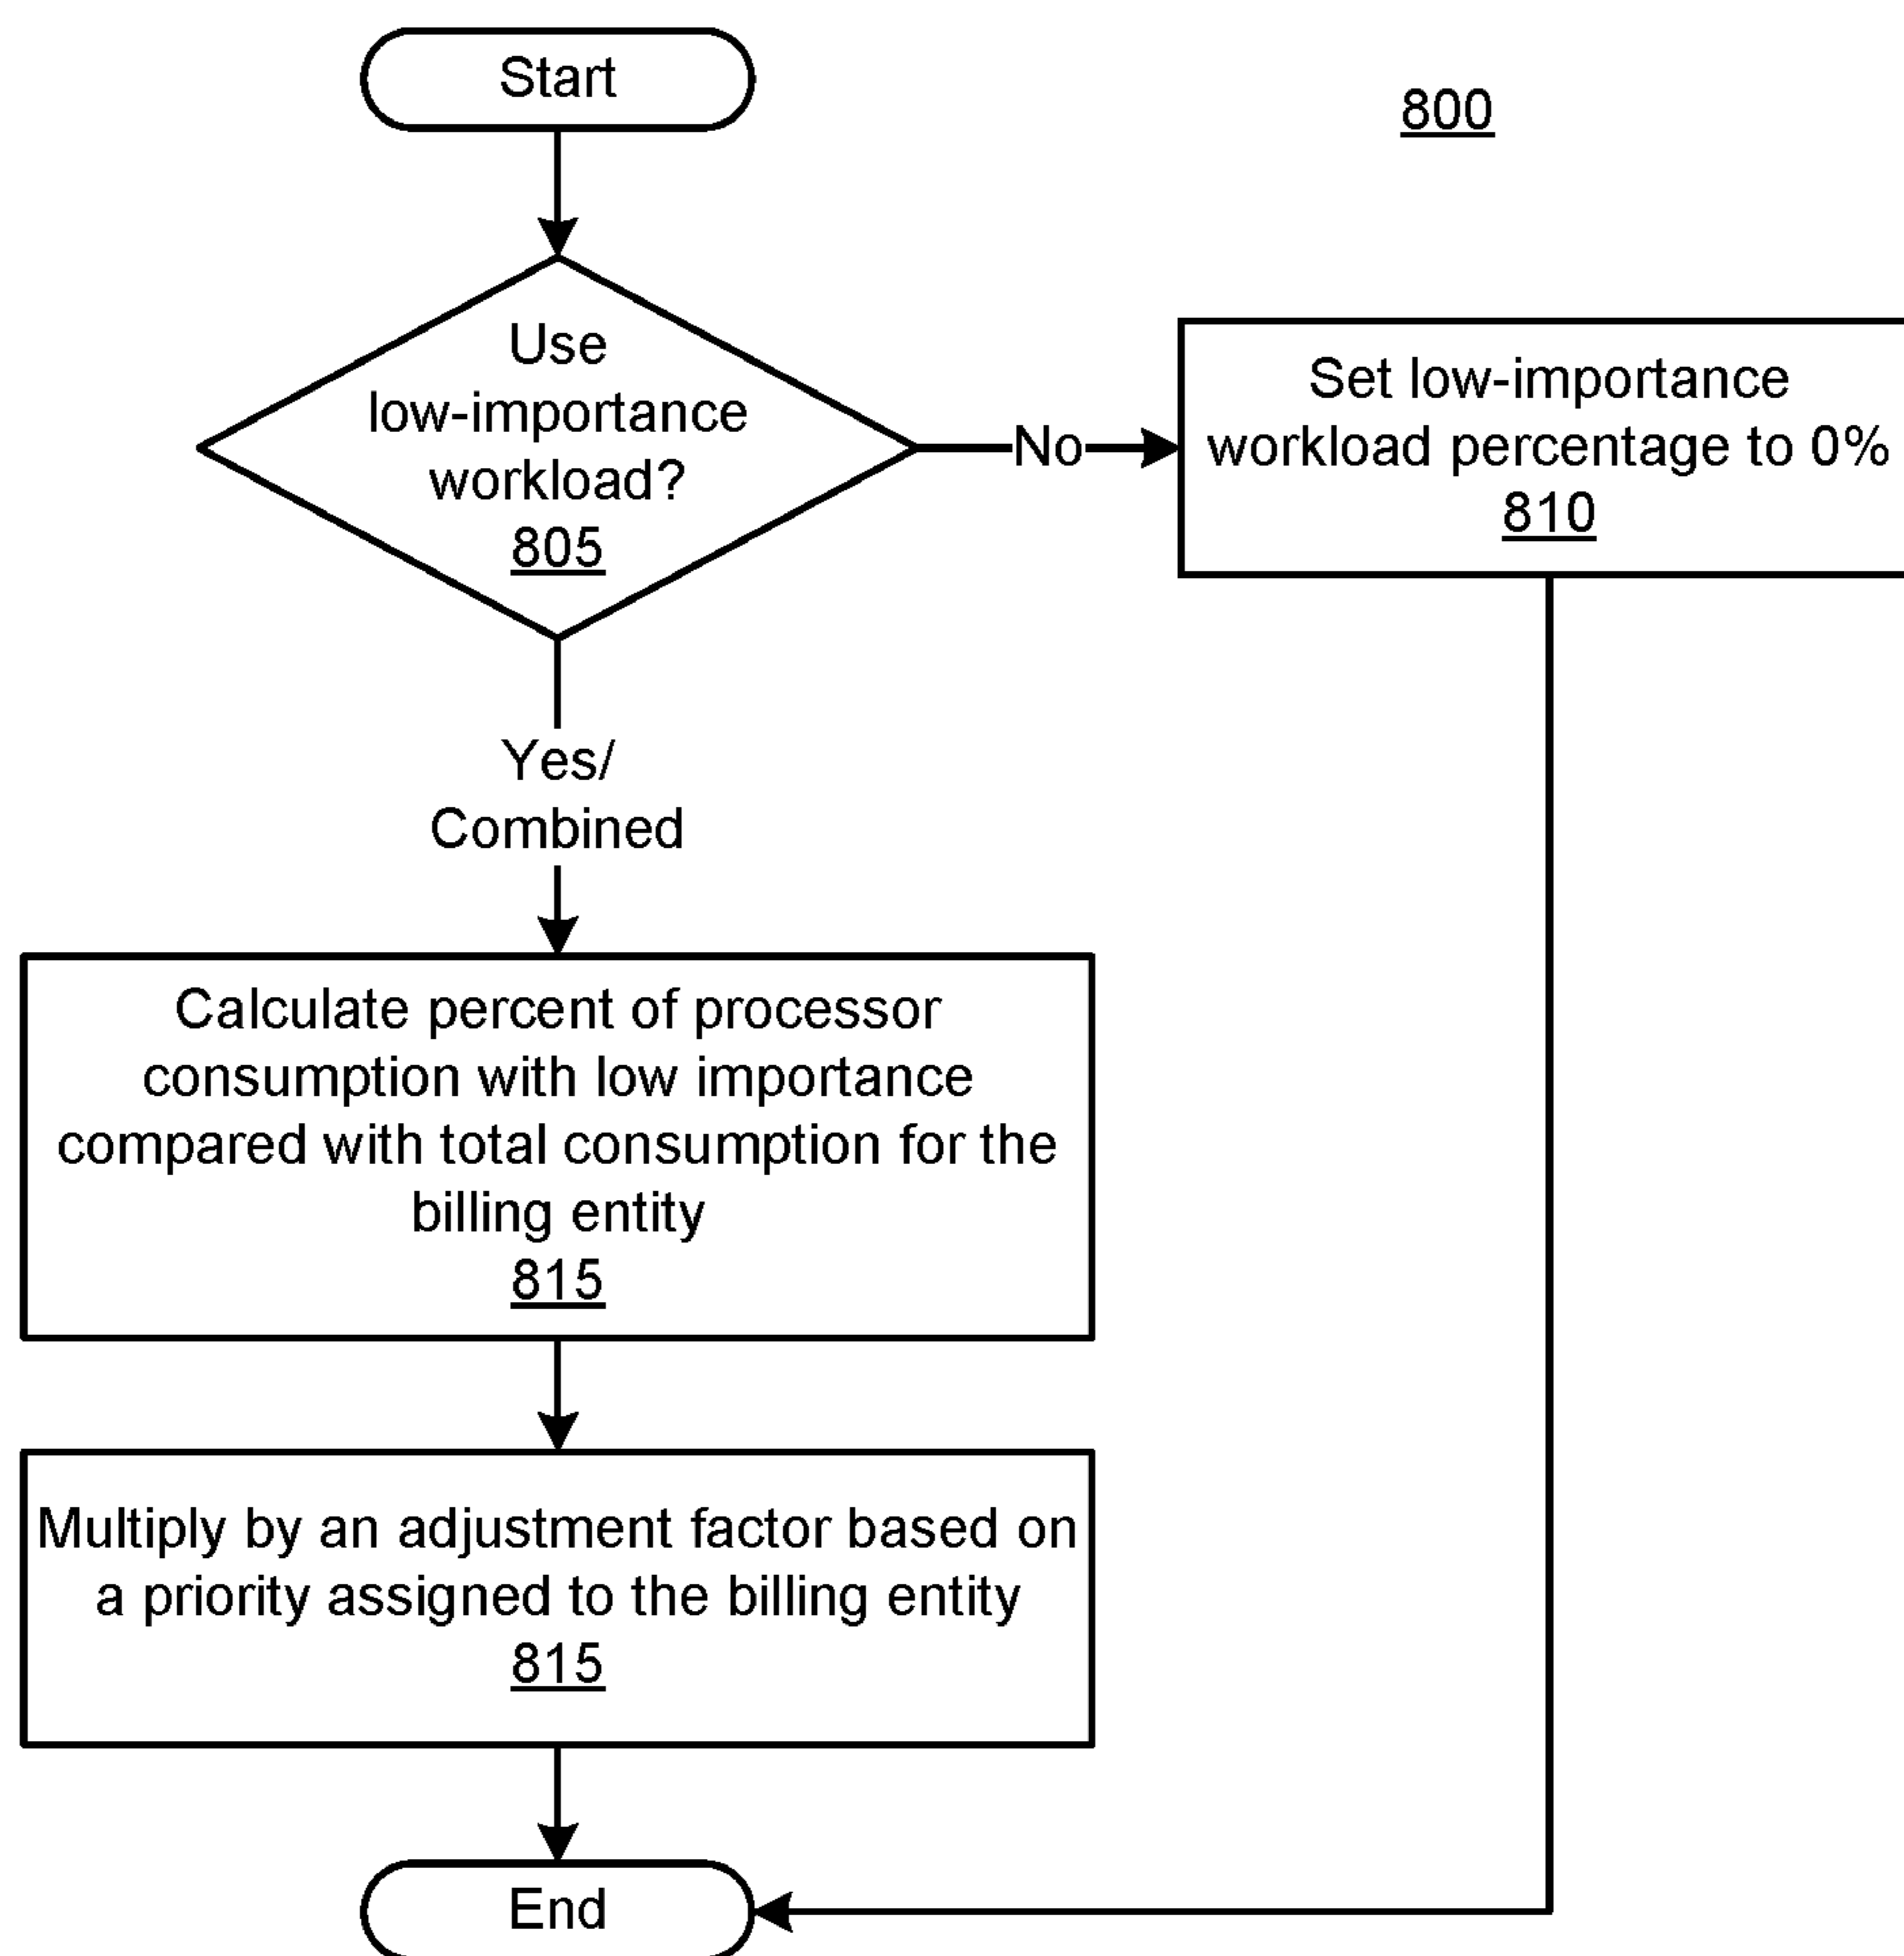 Start
800
Use
low-importance
workload?
805
No
Set low-importance
workload percentage to 0%
810
Yes/
Combined
Calculate percent of processor
consumption with low importance
compared with total consumption for the
billing entity
815
Multiply by an adjustment factor based on
a priority assigned to the billing entity
815
End